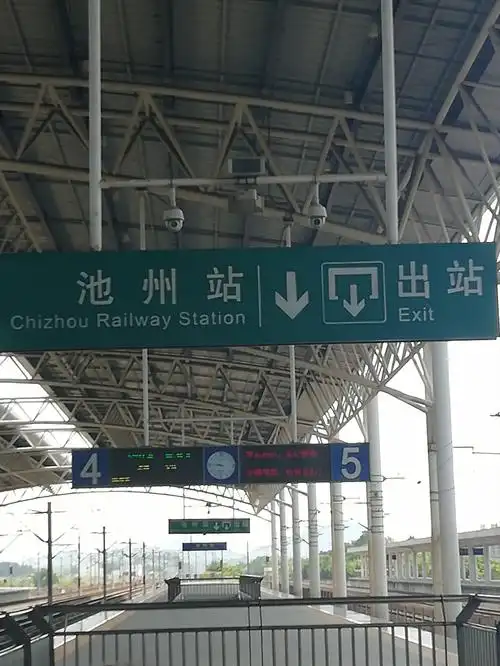 池州站 出站
Chizhou Railway Station Exit
4 5